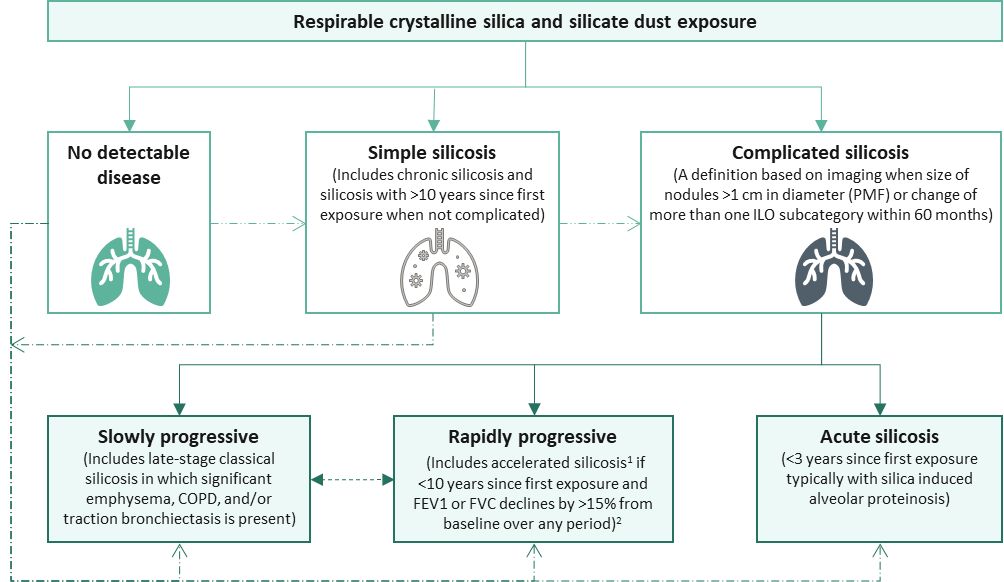 Respirable crystalline silica and silicate dust exposure
No detectable
disease
Simple silicosis
(Includes chronic silicosis and
silicosis with >10 years since first
exposure when not complicated)
Complicated silicosis
(A definition based on imaging when size of
nodules >1 cm in diameter (PMF) or change of
more than one ILO subcategory within 60 months)
Slowly progressive
(Includes late-stage classical
silicosis in which significant
emphysema, COPD, and/or
traction bronchiectasis is present)
Rapidly progressive
(Includes accelerated silicosis¹ if
<10 years since first exposure and
FEV1 or FVC declines by >15% from
baseline over any period)²
Acute silicosis
(<3 years since first exposure
typically with silica induced
alveolar proteinosis)